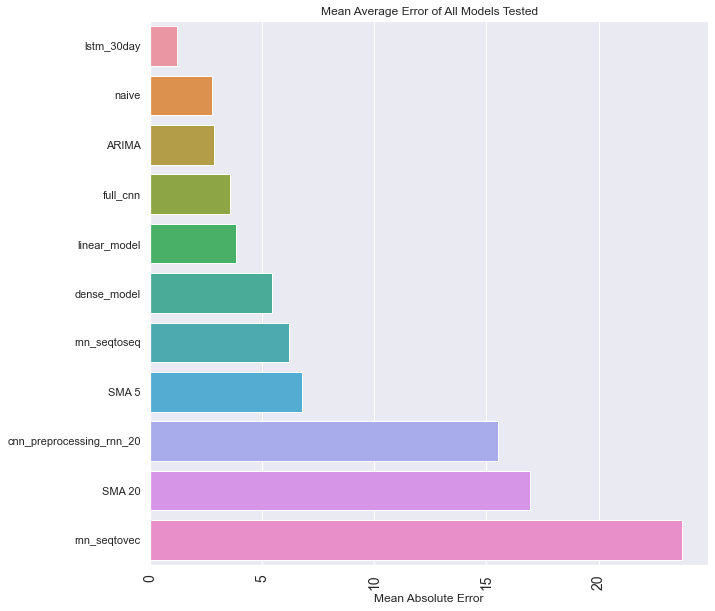 Mean Average Error of All Models Tested
lstm_30day
naive
ARIMA
full_cnn
linear_model
dense_model
rnn_seqtoseq
SMA 5
cnn_preprocessing_rnn_20
SMA 20
rnn_seqtovec
0 5 10 15 20
Mean Absolute Error